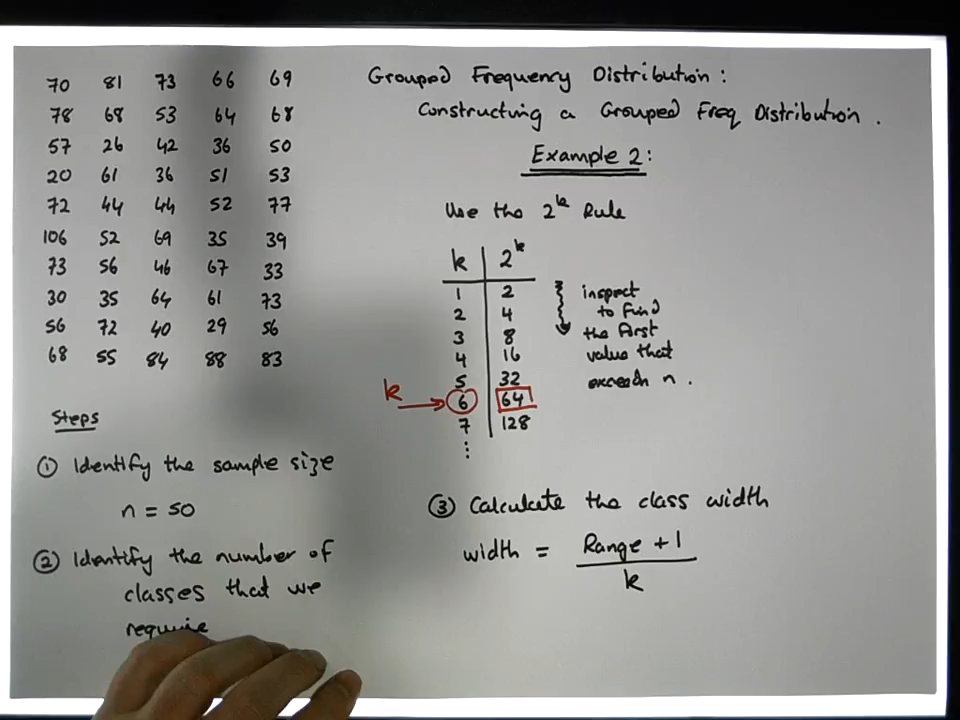 70 81 73 66 69
78 68 53 64 68
57 26 42 36 50
20 61 36 51 53
72 44 44 52 77
106 52 69 35 39
73 56 46 67 33
30 35 64 61 73
56 72 40 29 56
68 55 84 88 83
Steps
① Identify the sample size
n = 50
② Identify the number of
classes that we
require
Grouped Frequency Distribution:
Constructing a Grouped Freq Distribution.
Example 2:
Use the 2^k Rule
k 2^k
1 2
2 4
3 8
4 16
5 32
k → 6 64
7 128
⋮
inspect
to find
the first
value that
exceeds n.
③ Calculate the class width
width = Range + 1 / k